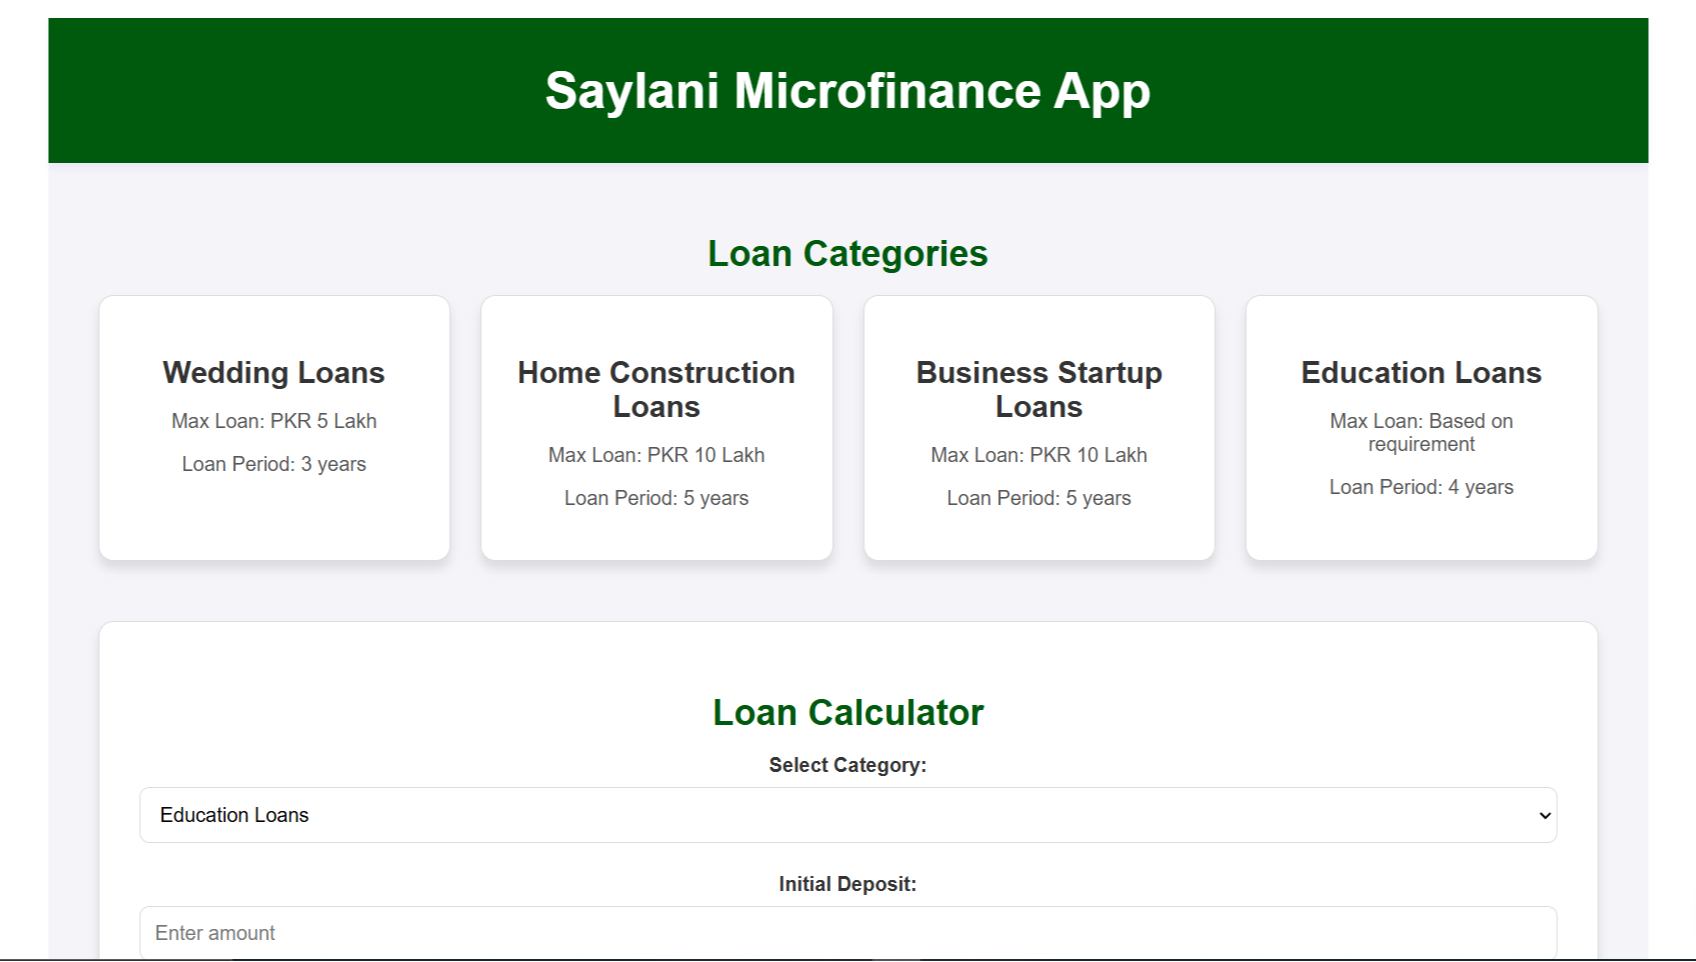 Saylani Microfinance App
Loan Categories
Wedding Loans
Max Loan: PKR 5 Lakh
Loan Period: 3 years
Home Construction
Loans
Max Loan: PKR 10 Lakh
Loan Period: 5 years
Business Startup
Loans
Max Loan: PKR 10 Lakh
Loan Period: 5 years
Education Loans
Max Loan: Based on
requirement
Loan Period: 4 years
Loan Calculator
Select Category:
Education Loans
Initial Deposit:
Enter amount